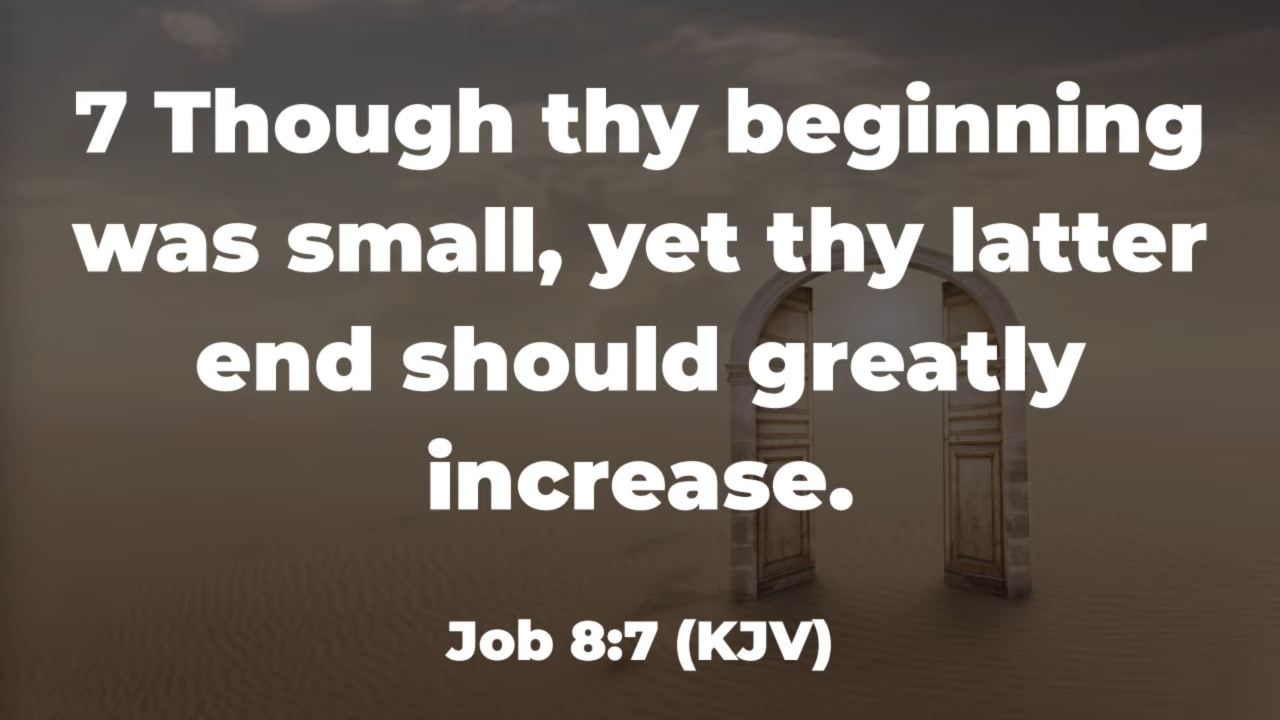 7 Though thy beginning
was small, yet thy latter
end should greatly
increase.
Job 8:7 (KJV)